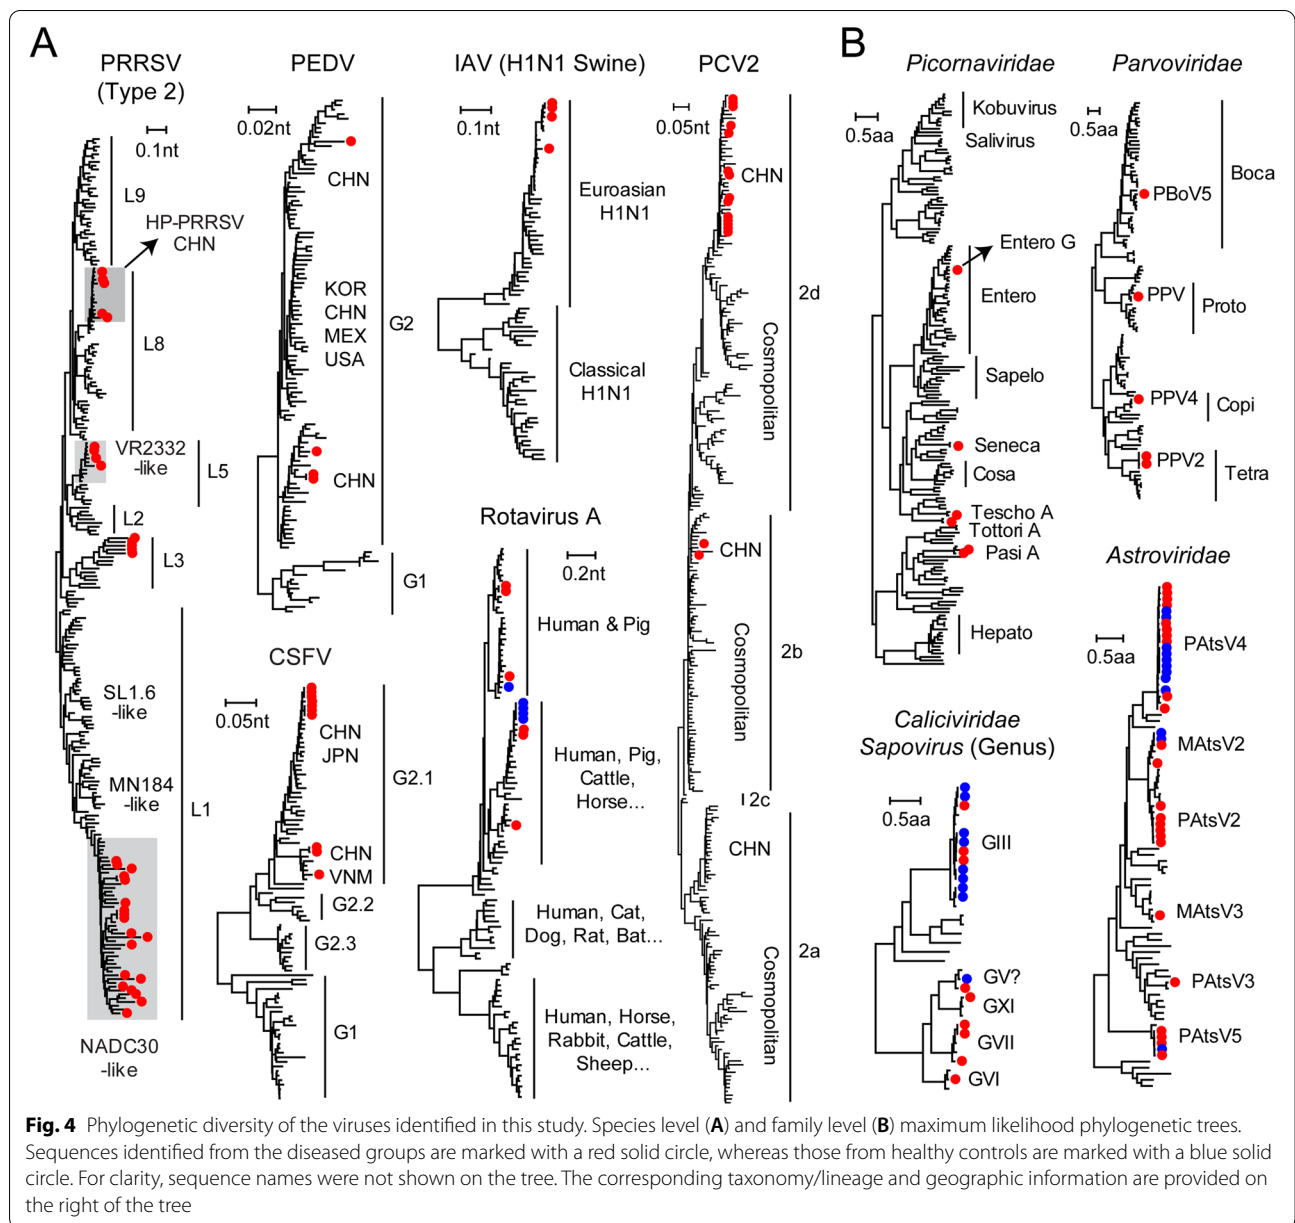 A
PRRSV
(Type 2)
0.1nt
L9
HP-PRRSV
CHN
L8
VR2332
-like
L5
L2
L3
SL1.6
-like
MN184
-like
L1
NADC30
-like
PEDV
0.02nt
CHN
KOR
CHN
MEX
USA
G2
CHN
G1
CSFV
0.05nt
CHN
JPN
G2.1
CHN
VNM
G2.2
G2.3
G1
IAV (H1N1 Swine)
0.1nt
Euroasian
H1N1
Classical
H1N1
Rotavirus A
0.2nt
Human & Pig
Human, Pig,
Cattle,
Horse...
Human, Cat,
Dog, Rat, Bat...
Human, Horse,
Rabbit, Cattle,
Sheep...
PCV2
0.05nt
CHN
2d
Cosmopolitan
CHN
2b
Cosmopolitan
2c
CHN
2a
Cosmopolitan
B
Picornaviridae
0.5aa
Kobuvirus
Salivirus
Entero G
Entero
Sapelo
Seneca
Cosa
Tescho A
Tottori A
Pasi A
Hepato
Caliciviridae
Sapovirus (Genus)
0.5aa
GIII
GV?
GXI
GVII
GVI
Parvoviridae
0.5aa
Boca
PBoV5
PPV
Proto
PPV4
Copi
PPV2
Tetra
Astroviridae
0.5aa
PAtsV4
MAtsV2
PAtsV2
MAtsV3
PAtsV3
PAtsV5
Fig. 4 Phylogenetic diversity of the viruses identified in this study. Species level (A) and family level (B) maximum likelihood phylogenetic trees.
Sequences identified from the diseased groups are marked with a red solid circle, whereas those from healthy controls are marked with a blue solid
circle. For clarity, sequence names were not shown on the tree. The corresponding taxonomy/lineage and geographic information are provided on
the right of the tree